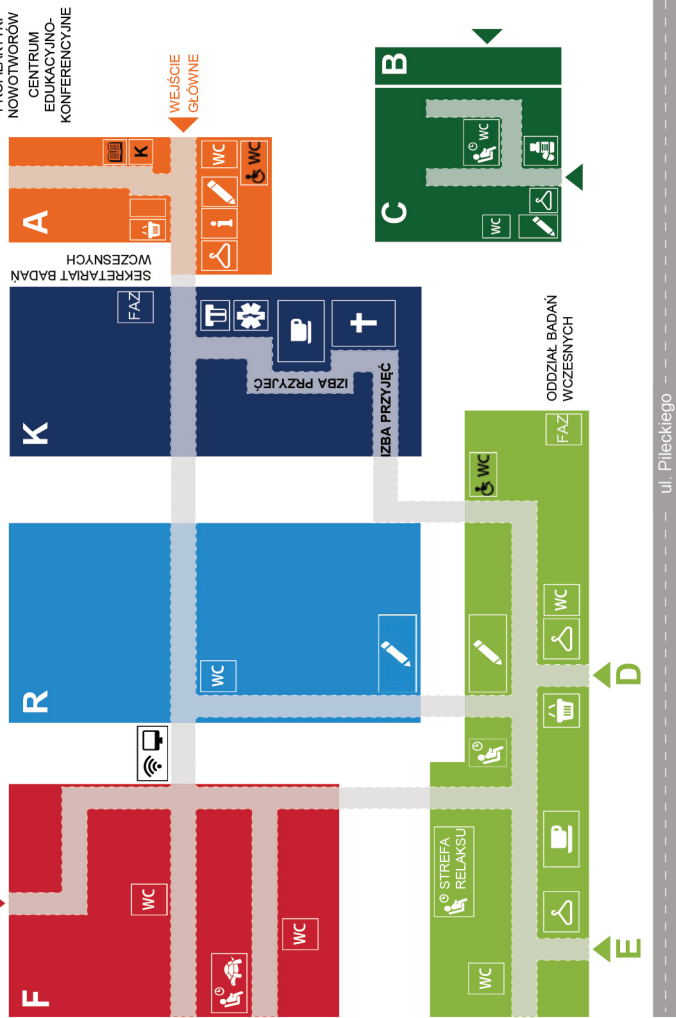 NOWOTWORÓW
CENTRUM
EDUKACYJNO-
KONFERENCYJNE
WEJŚCIE
GŁÓWNE
B
A
K
WC
WC
C
WC
WC
SEKRETARIAT BADAŃ
WCZESNYCH
K
FAZ
IZBA PRZYJĘĆ
IZBA PRZYJĘĆ
ODDZIAŁ BADAŃ
WCZESNYCH
FAZ
WC
R
WC
WC
D
ul. Pileckiego
F
WC
WC
STREFA
RELAKSU
WC
E